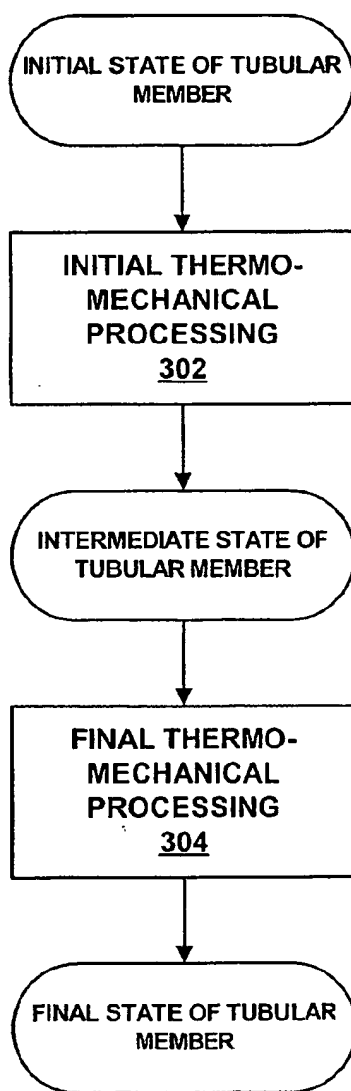 INITIAL STATE OF TUBULAR
MEMBER
INITIAL THERMO-
MECHANICAL
PROCESSING
302
INTERMEDIATE STATE OF
TUBULAR MEMBER
FINAL THERMO-
MECHANICAL
PROCESSING
304
FINAL STATE OF TUBULAR
MEMBER